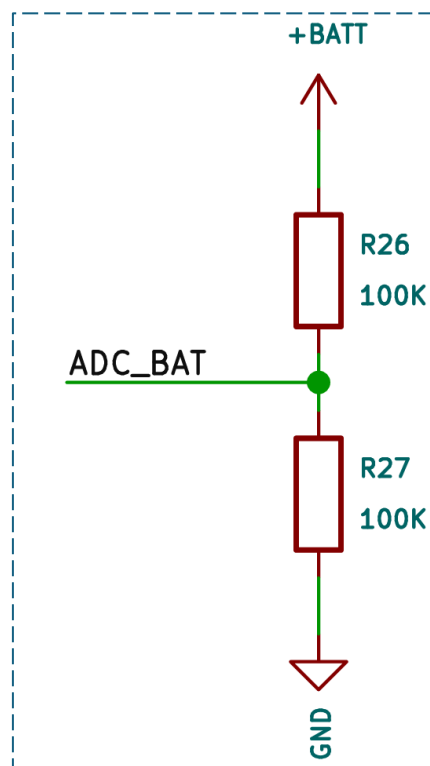 +BATT
R26
100K
ADC_BAT
R27
100K
GND